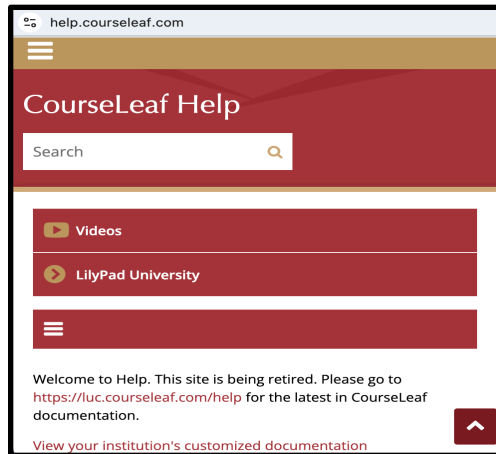 help.courseleaf.com
CourseLeaf Help
Search
Videos
LilyPad University
Welcome to Help. This site is being retired. Please go to
https://luc.courseleaf.com/help for the latest in CourseLeaf
documentation.
View your institution's customized documentation